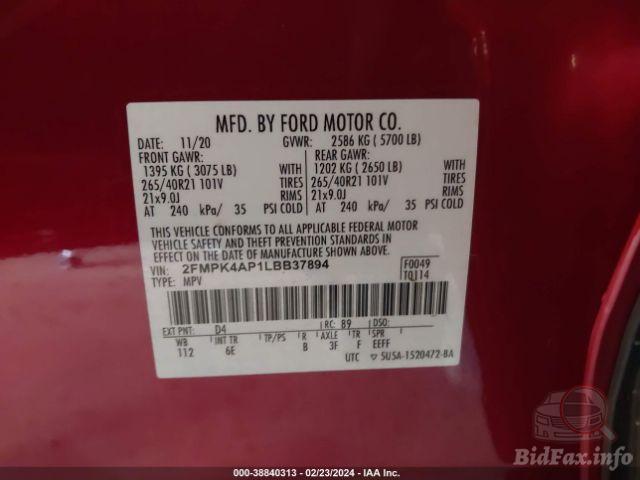 MFD. BY FORD MOTOR CO.
DATE: 11/20 GVWR: 2586 KG ( 5700 LB)
FRONT GAWR: REAR GAWR:
1395 KG ( 3075 LB) WITH 1202 KG ( 2650 LB) WITH
265/40R21 101V TIRES 265/40R21 101V TIRES
21x9.0J RIMS 21x9.0J RIMS
AT 240 kPa/ 35 PSI COLD AT 240 kPa/ 35 PSI COLD
THIS VEHICLE CONFORMS TO ALL APPLICABLE FEDERAL MOTOR
VEHICLE SAFETY AND THEFT PREVENTION STANDARDS IN EFFECT
ON THE DATE OF MANUFACTURE SHOWN ABOVE.
VIN: 2FMPK4AP1LBB37894 F0049
TYPE: MPV T0114
EXT PNT: D4 RC: 89 DSO:
WB INT TR TP/PS R AXLE TR SPR
112 6E B 3F F EEFF
UTC 5U5A-1520472-BA
BidFax.info
000-38840313 - 02/23/2024 - IAA Inc.